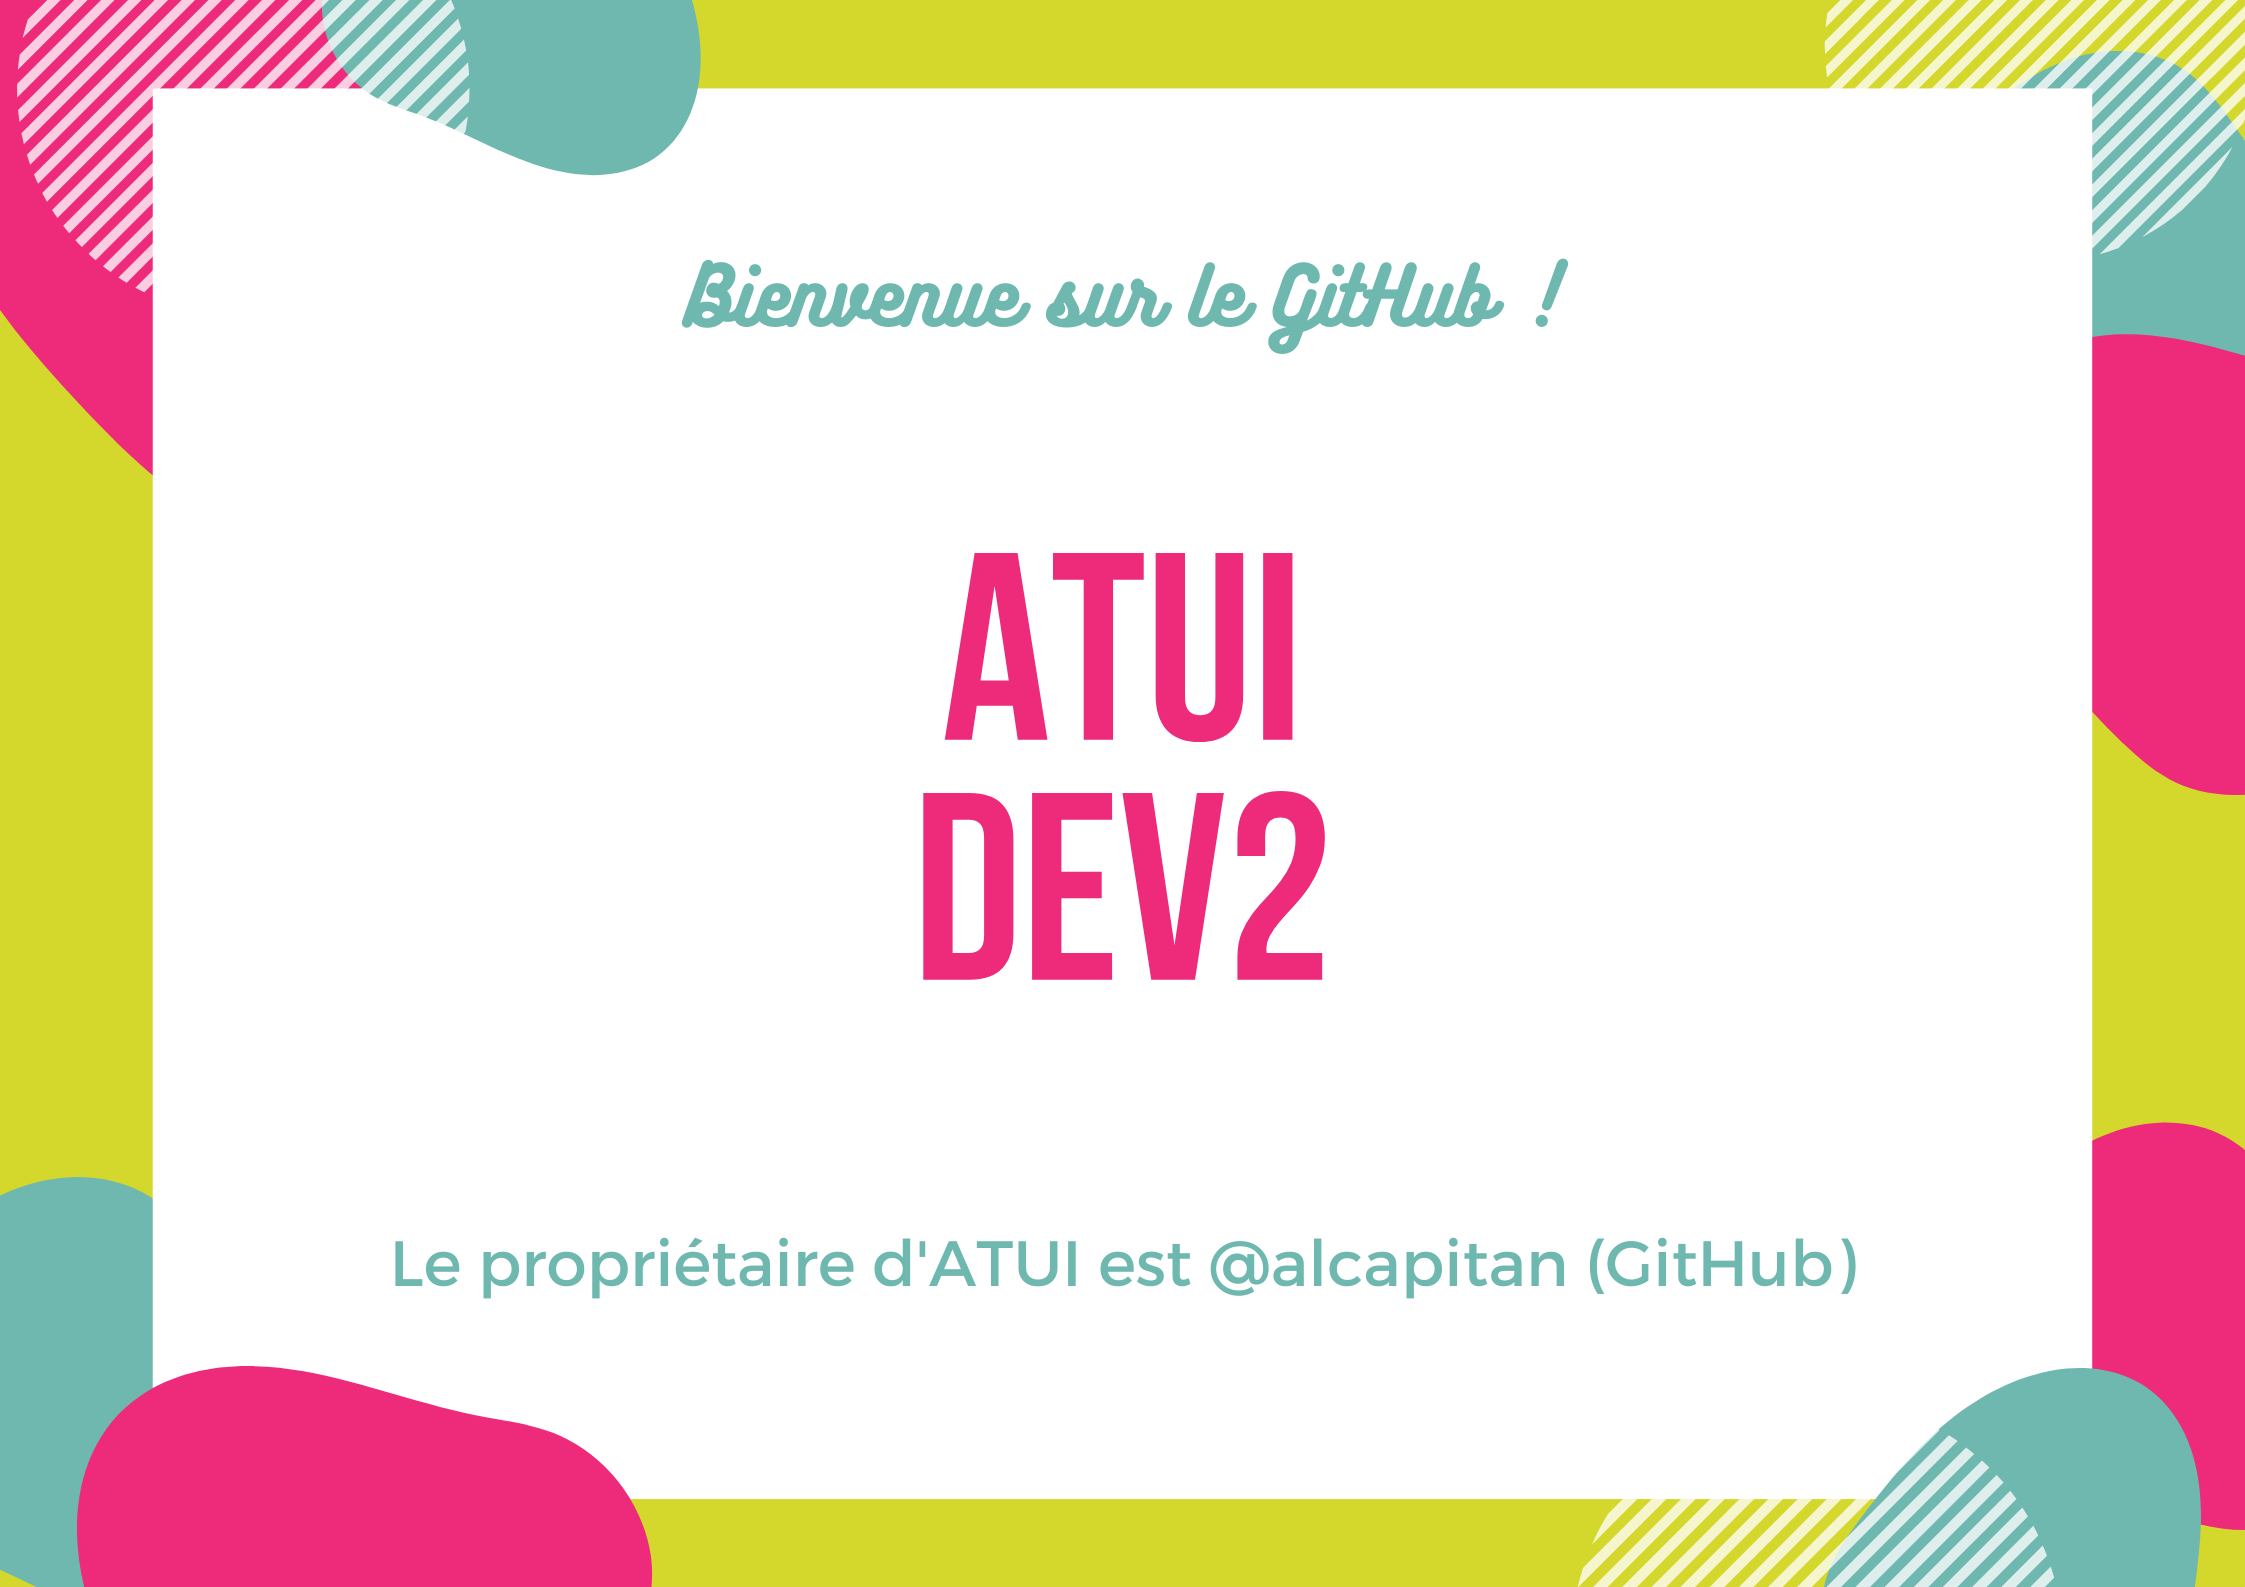 Bienvenue sur le GitHub !
ATUI
DEV2
Le propriétaire d'ATUI est @alcapitan (GitHub)